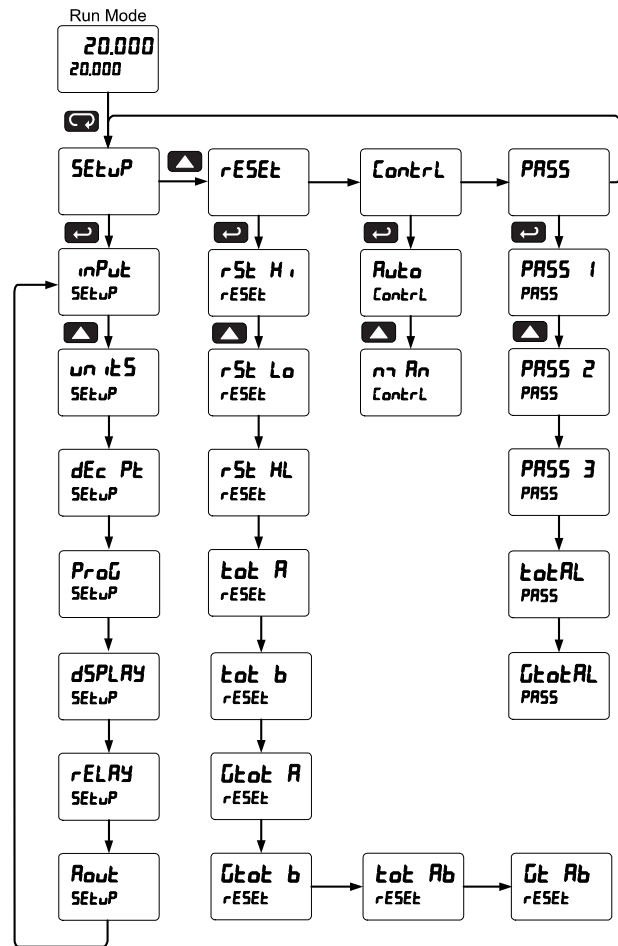 Run Mode
20.000
20.000
SEtuP
rESEt
ContrL
PASS
inPut
SEtuP
rSt Hi
rESEt
Auto
ContrL
PASS 1
PASS
unitS
SEtuP
rSt Lo
rESEt
mAn
ContrL
PASS 2
PASS
dEc Pt
SEtuP
rSt HL
rESEt
PASS 3
PASS
ProG
SEtuP
tot A
rESEt
totAL
PASS
dSPLAY
SEtuP
tot b
rESEt
GtotAL
PASS
rELAY
SEtuP
Gtot A
rESEt
Aout
SEtuP
Gtot b
rESEt
tot Ab
rESEt
Gt Ab
rESEt